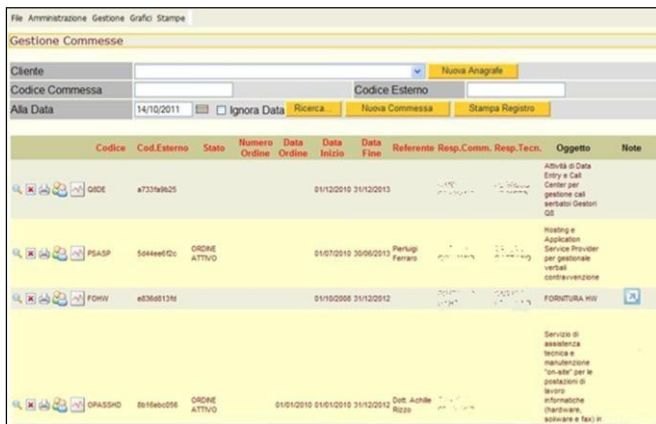 File Amministrazione Gestione Grafici Stampe
Gestione Commesse
Cliente Nuova Anagrafe
Codice Commessa Codice Esterno
Alla Data 14/10/2011 Ignora Data Ricerca... Nuova Commessa Stampa Registro
Codice Cod.Esterno Stato Numero Ordine Data Ordine Data Inizio Data Fine Referente Resp.Comm. Resp.Tecn. Oggetto Note
Q8DE a733fa9b25 01/12/2010 31/12/2013
Attività di Data
Entry e Call
Center per
gestione cali
serbatoi Gestori
Q8
PSASP 5d44ee6f2c ORDINE ATTIVO 01/07/2010 30/06/2013 Pierluigi Ferraro
Hosting e
Application
Service Provider
per gestionale
verbali
contravvenzione
FOHW e836d813fd 01/10/2008 31/12/2012 FORNITURA HW
OPASSHD 8b16ebc056 ORDINE ATTIVO 01/01/2010 01/01/2010 31/12/2012 Dott. Achille Rizzo
Servizio di
assistenza
tecnica e
manutenzione
"on-site" per le
postazioni di
lavoro
informatiche
(hardware,
software e fax) in